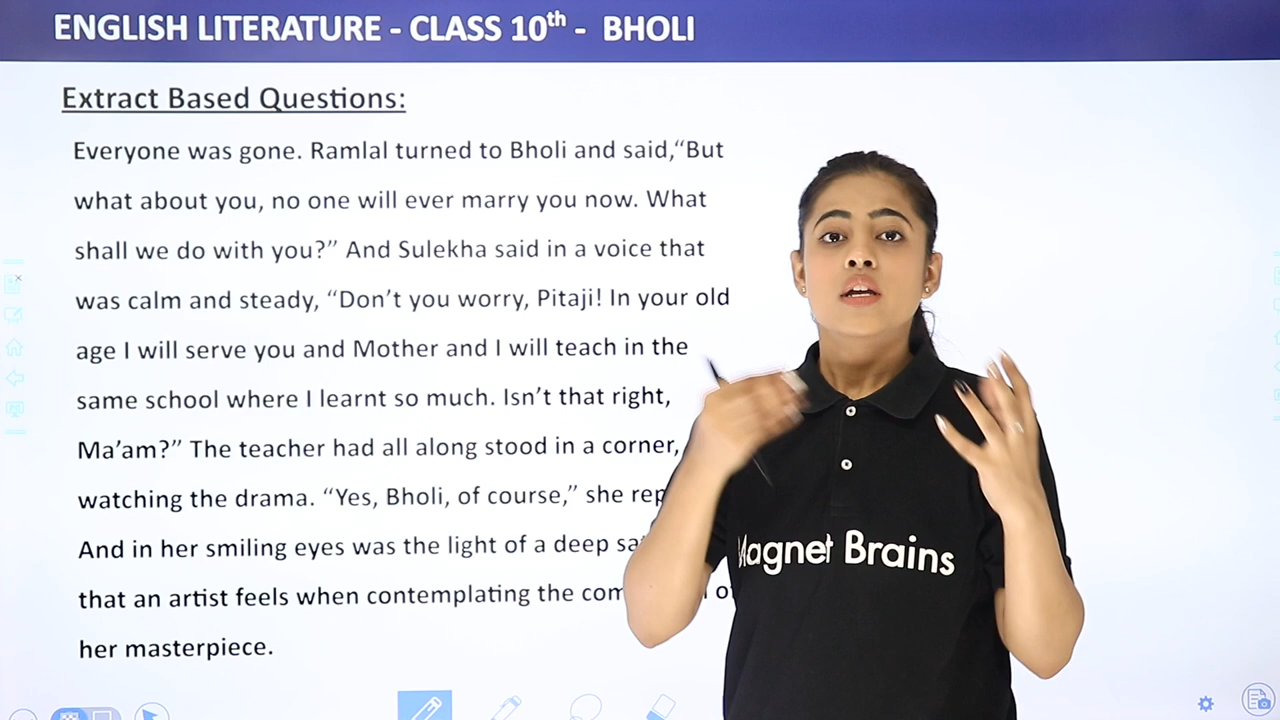 ENGLISH LITERATURE - CLASS 10th - BHOLI
Extract Based Questions:
Everyone was gone. Ramlal turned to Bholi and said,“But
what about you, no one will ever marry you now. What
shall we do with you?” And Sulekha said in a voice that
was calm and steady, “Don’t you worry, Pitaji! In your old
age I will serve you and Mother and I will teach in the
same school where I learnt so much. Isn’t that right,
Ma’am?” The teacher had all along stood in a corner,
watching the drama. “Yes, Bholi, of course,” she
And in her smiling eyes was the light of a deep
that an artist feels when contemplating the
her masterpiece.
Magnet Brains